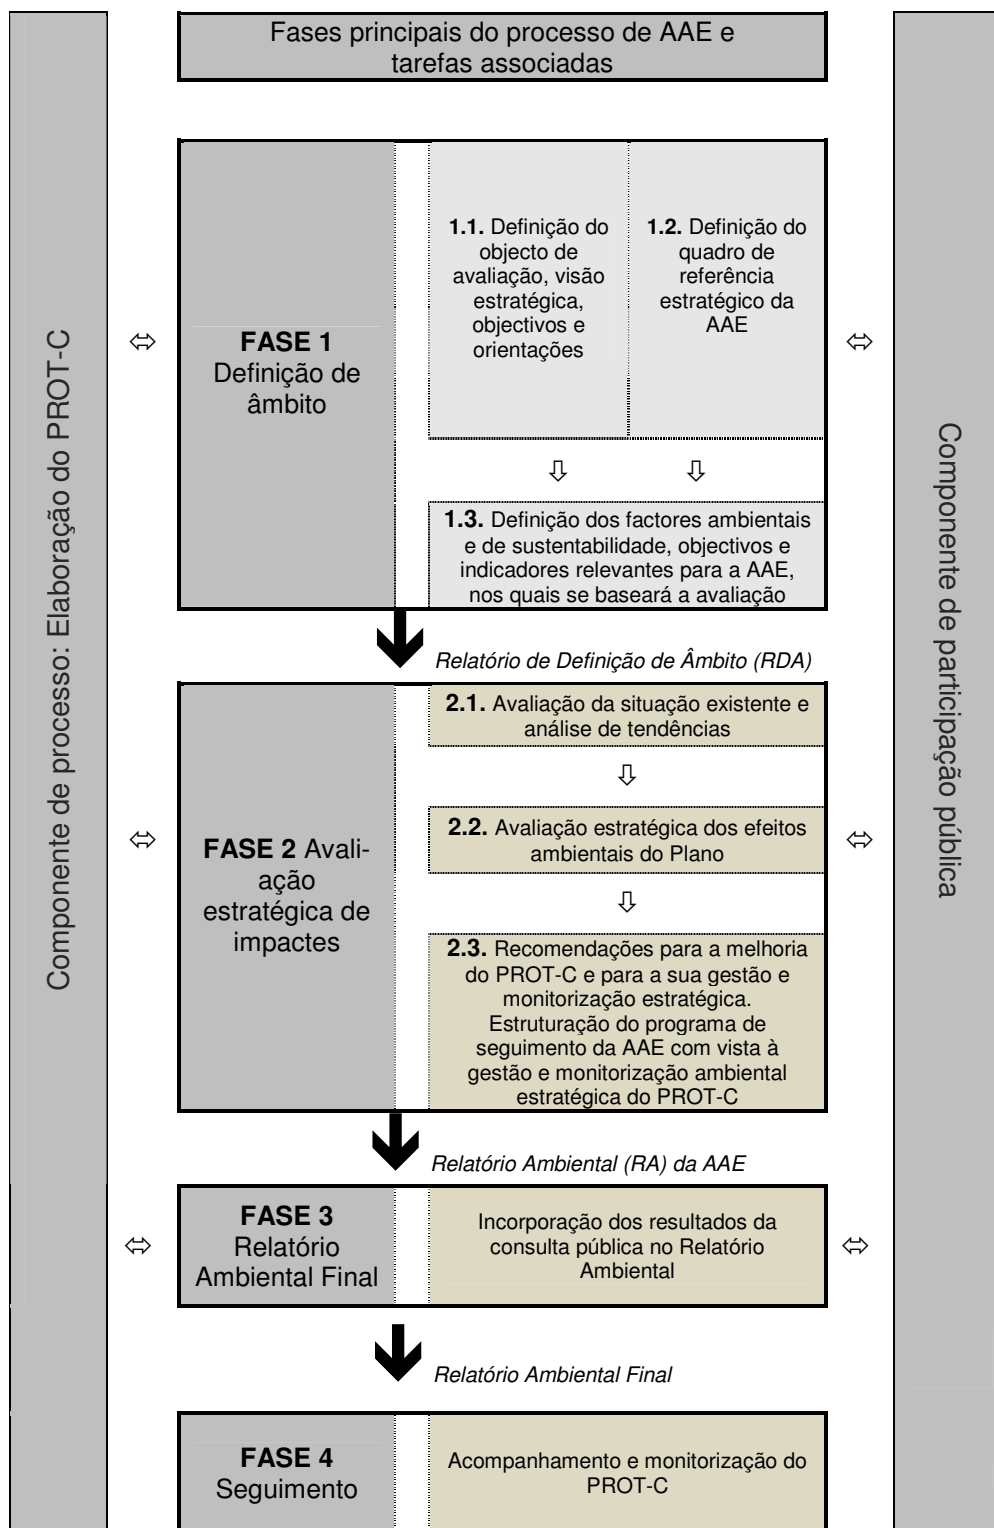 Fases principais do processo de AAE e
tarefas associadas
Componente de processo: Elaboração do PROT-C
FASE 1
Definição de
âmbito
1.1. Definição do
objecto de
avaliação, visão
estratégica,
objectivos e
orientações
1.2. Definição do
quadro de
referência
estratégico da
AAE
1.3. Definição dos factores ambientais
e de sustentabilidade, objectivos e
indicadores relevantes para a AAE,
nos quais se baseará a avaliação
Relatório de Definição de Âmbito (RDA)
FASE 2 Avali-
ação
estratégica de
impactes
2.1. Avaliação da situação existente e
análise de tendências
2.2. Avaliação estratégica dos efeitos
ambientais do Plano
2.3. Recomendações para a melhoria
do PROT-C e para a sua gestão e
monitorização estratégica.
Estruturação do programa de
seguimento da AAE com vista à
gestão e monitorização ambiental
estratégica do PROT-C
Relatório Ambiental (RA) da AAE
FASE 3
Relatório
Ambiental Final
Incorporação dos resultados da
consulta pública no Relatório
Ambiental
Relatório Ambiental Final
FASE 4
Seguimento
Acompanhamento e monitorização do
PROT-C
Componente de participação pública